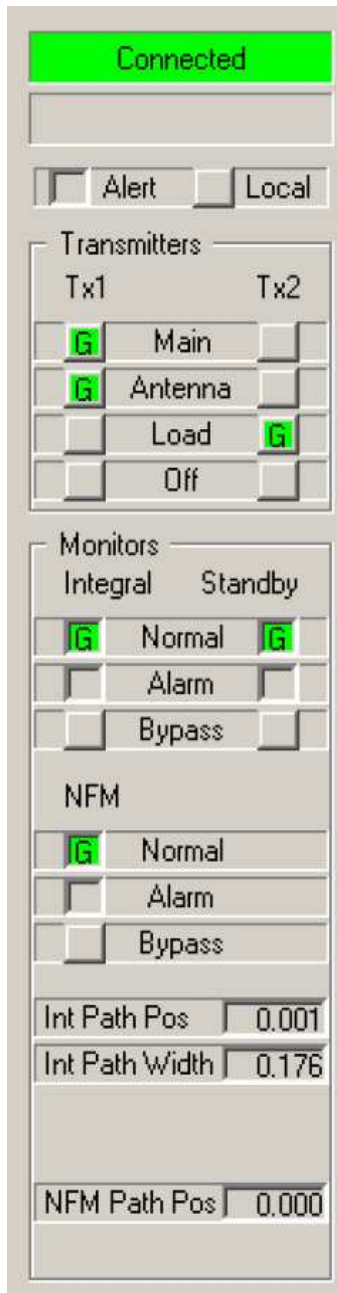 Connected
Alert Local
Transmitters
Tx1 Tx2
G Main
G Antenna
Load G
Off
Monitors
Integral Standby
G Normal G
Alarm
Bypass
NFM
G Normal
Alarm
Bypass
Int Path Pos 0.001
Int Path Width 0.176
NFM Path Pos 0.000